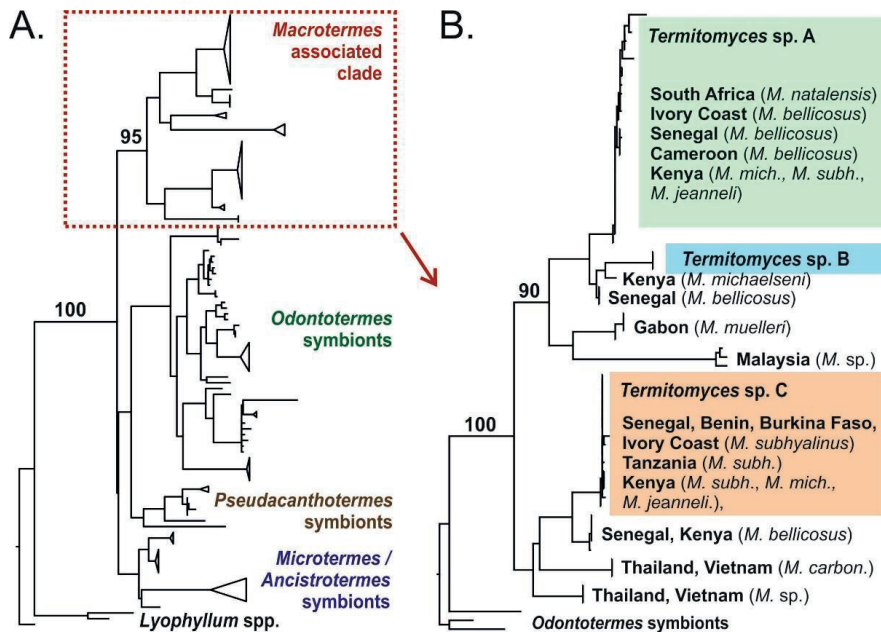 A.
Macrotermes
associated
clade
95
100
Odontotermes
symbionts
Pseudacanthotermes
symbionts
Microtermes /
Ancistrotermes
symbionts
Lyophyllum spp.
B.
Termitomyces sp. A
South Africa (M. natalensis)
Ivory Coast (M. bellicosus)
Senegal (M. bellicosus)
Cameroon (M. bellicosus)
Kenya (M. mich., M. subh.,
M. jeanneli)
Termitomyces sp. B
Kenya (M. michaelseni)
Senegal (M. bellicosus)
90
Gabon (M. muelleri)
Malaysia (M. sp.)
Termitomyces sp. C
Senegal, Benin, Burkina Faso,
Ivory Coast (M. subhyalinus)
Tanzania (M. subh.)
Kenya (M. subh., M. mich.,
M. jeanneli.),
100
Senegal, Kenya (M. bellicosus)
Thailand, Vietnam (M. carbon.)
Thailand, Vietnam (M. sp.)
Odontotermes symbionts